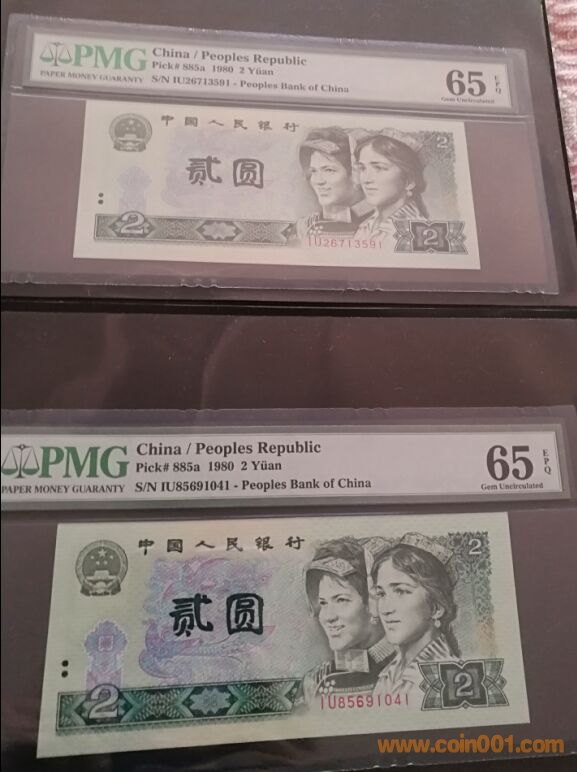 PMG
PAPER MONEY GUARANTY
China / Peoples Republic
Pick# 885a 1980 2 Yüan
S/N IU26713591 - Peoples Bank of China
65 EPQ
Gem Uncirculated
中国人民银行
2
贰圆
2
IU26713591
2
PMG
PAPER MONEY GUARANTY
China / Peoples Republic
Pick# 885a 1980 2 Yüan
S/N IU85691041 - Peoples Bank of China
65 EPQ
Gem Uncirculated
中国人民银行
2
贰圆
2
IU85691041
2
www.coin001.com